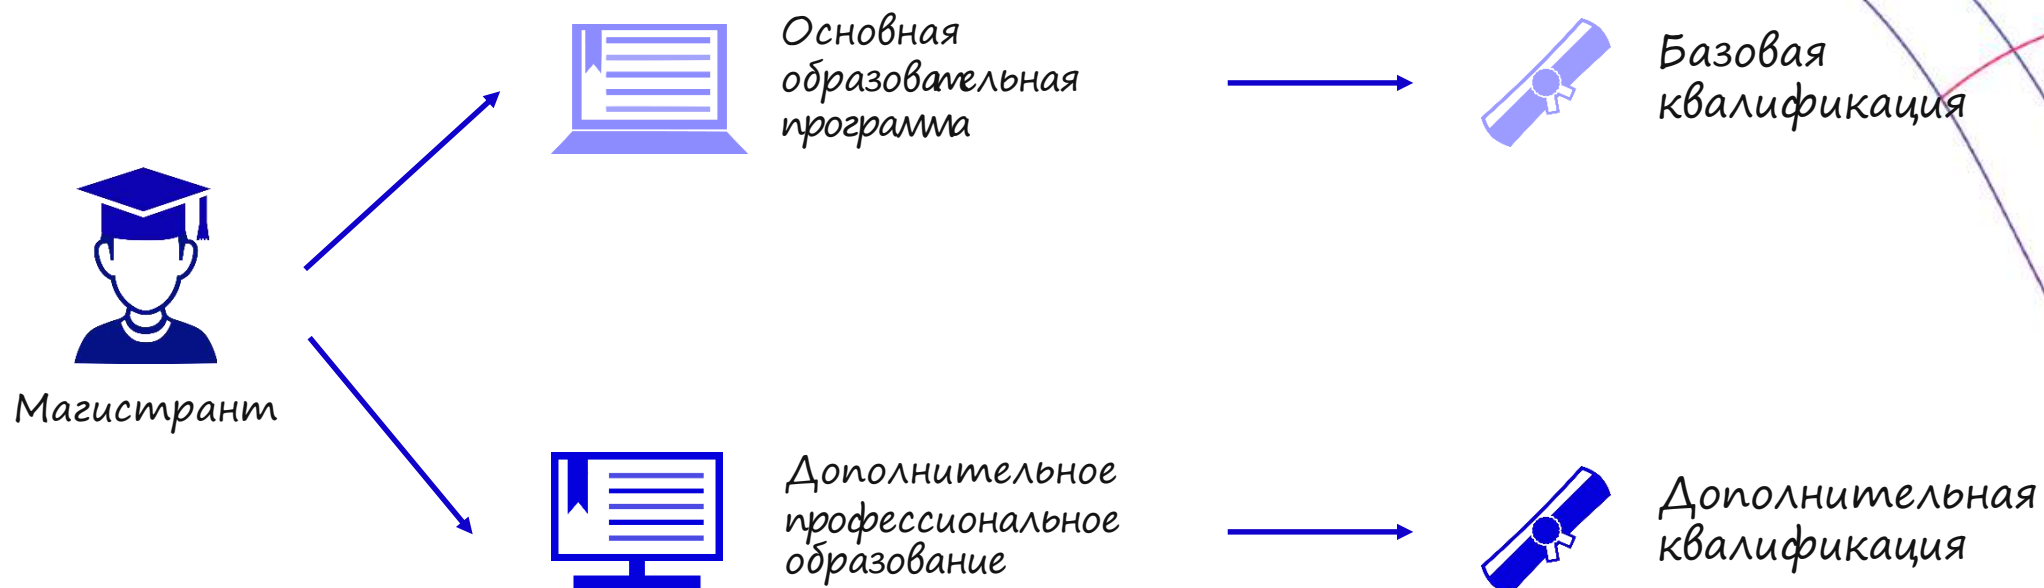 Основная
образовательная
программа
Базовая
квалификация
Магистрант
Дополнительное
профессиональное
образование
Дополнительная
квалификация